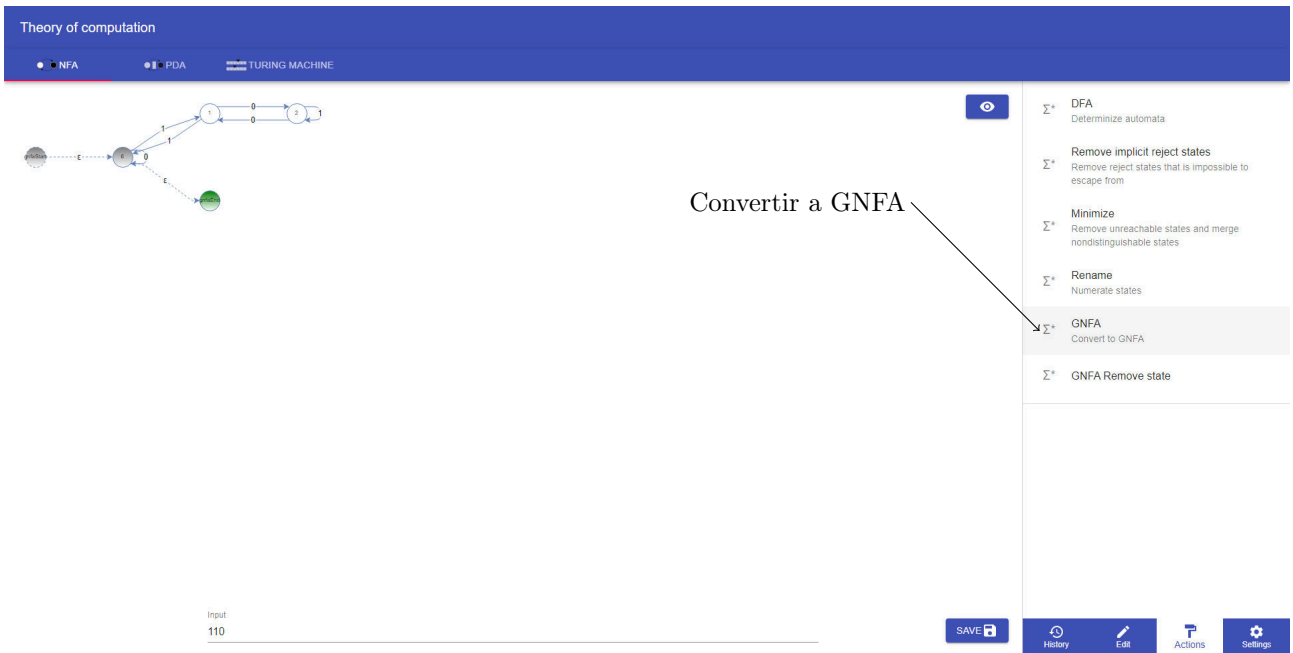 Theory of computation
NFA
PDA
TURING MACHINE
1
0
0
2
1
1
1
ε
0
ε
Convertir a GNFA
Σ*
DFA
Determinize automata
Σ*
Remove implicit reject states
Remove reject states that is impossible to
escape from
Σ*
Minimize
Remove unreachable states and merge
nondistinguishable states
Σ*
Rename
Numerate states
Σ*
GNFA
Convert to GNFA
Σ*
GNFA Remove state
Input
110
SAVE
History
Edit
Actions
Settings